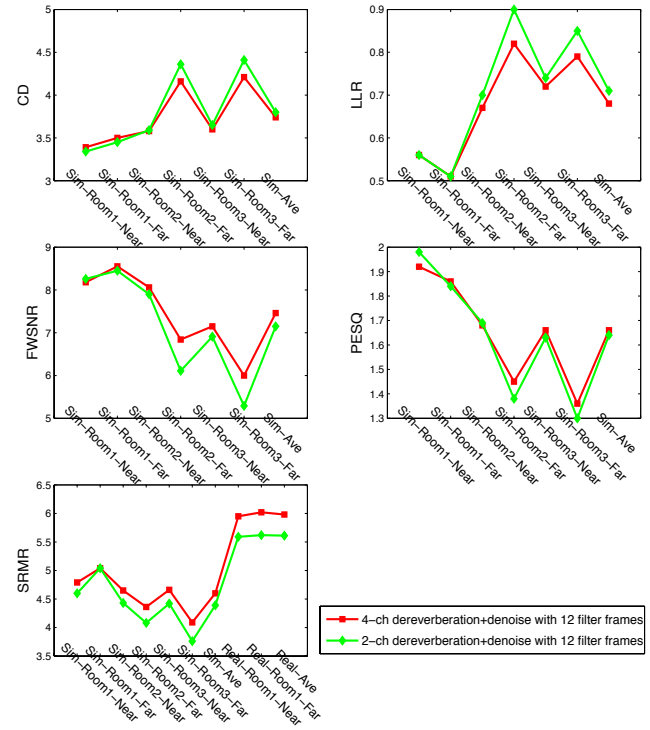 5
4.5
4
3.5
3
CD
Sim−Room1−Near
Sim−Room1−Far
Sim−Room2−Near
Sim−Room2−Far
Sim−Room3−Near
Sim−Room3−Far
Sim−Ave
0.9
0.8
0.7
0.6
0.5
LLR
Sim−Room1−Near
Sim−Room1−Far
Sim−Room2−Near
Sim−Room2−Far
Sim−Room3−Near
Sim−Room3−Far
Sim−Ave
9
8
7
6
5
FWSNR
Sim−Room1−Near
Sim−Room1−Far
Sim−Room2−Near
Sim−Room2−Far
Sim−Room3−Near
Sim−Room3−Far
Sim−Ave
2
1.9
1.8
1.7
1.6
1.5
1.4
1.3
PESQ
Sim−Room1−Near
Sim−Room1−Far
Sim−Room2−Near
Sim−Room2−Far
Sim−Room3−Near
Sim−Room3−Far
Sim−Ave
6.5
6
5.5
5
4.5
4
3.5
SRMR
Sim−Room1−Near
Sim−Room1−Far
Sim−Room2−Near
Sim−Room2−Far
Sim−Room3−Near
Sim−Room3−Far
Sim−Ave
Real−Room1−Near
Real−Room1−Far
Real−Ave
4−ch dereverberation+denoise with 12 filter frames
2−ch dereverberation+denoise with 12 filter frames